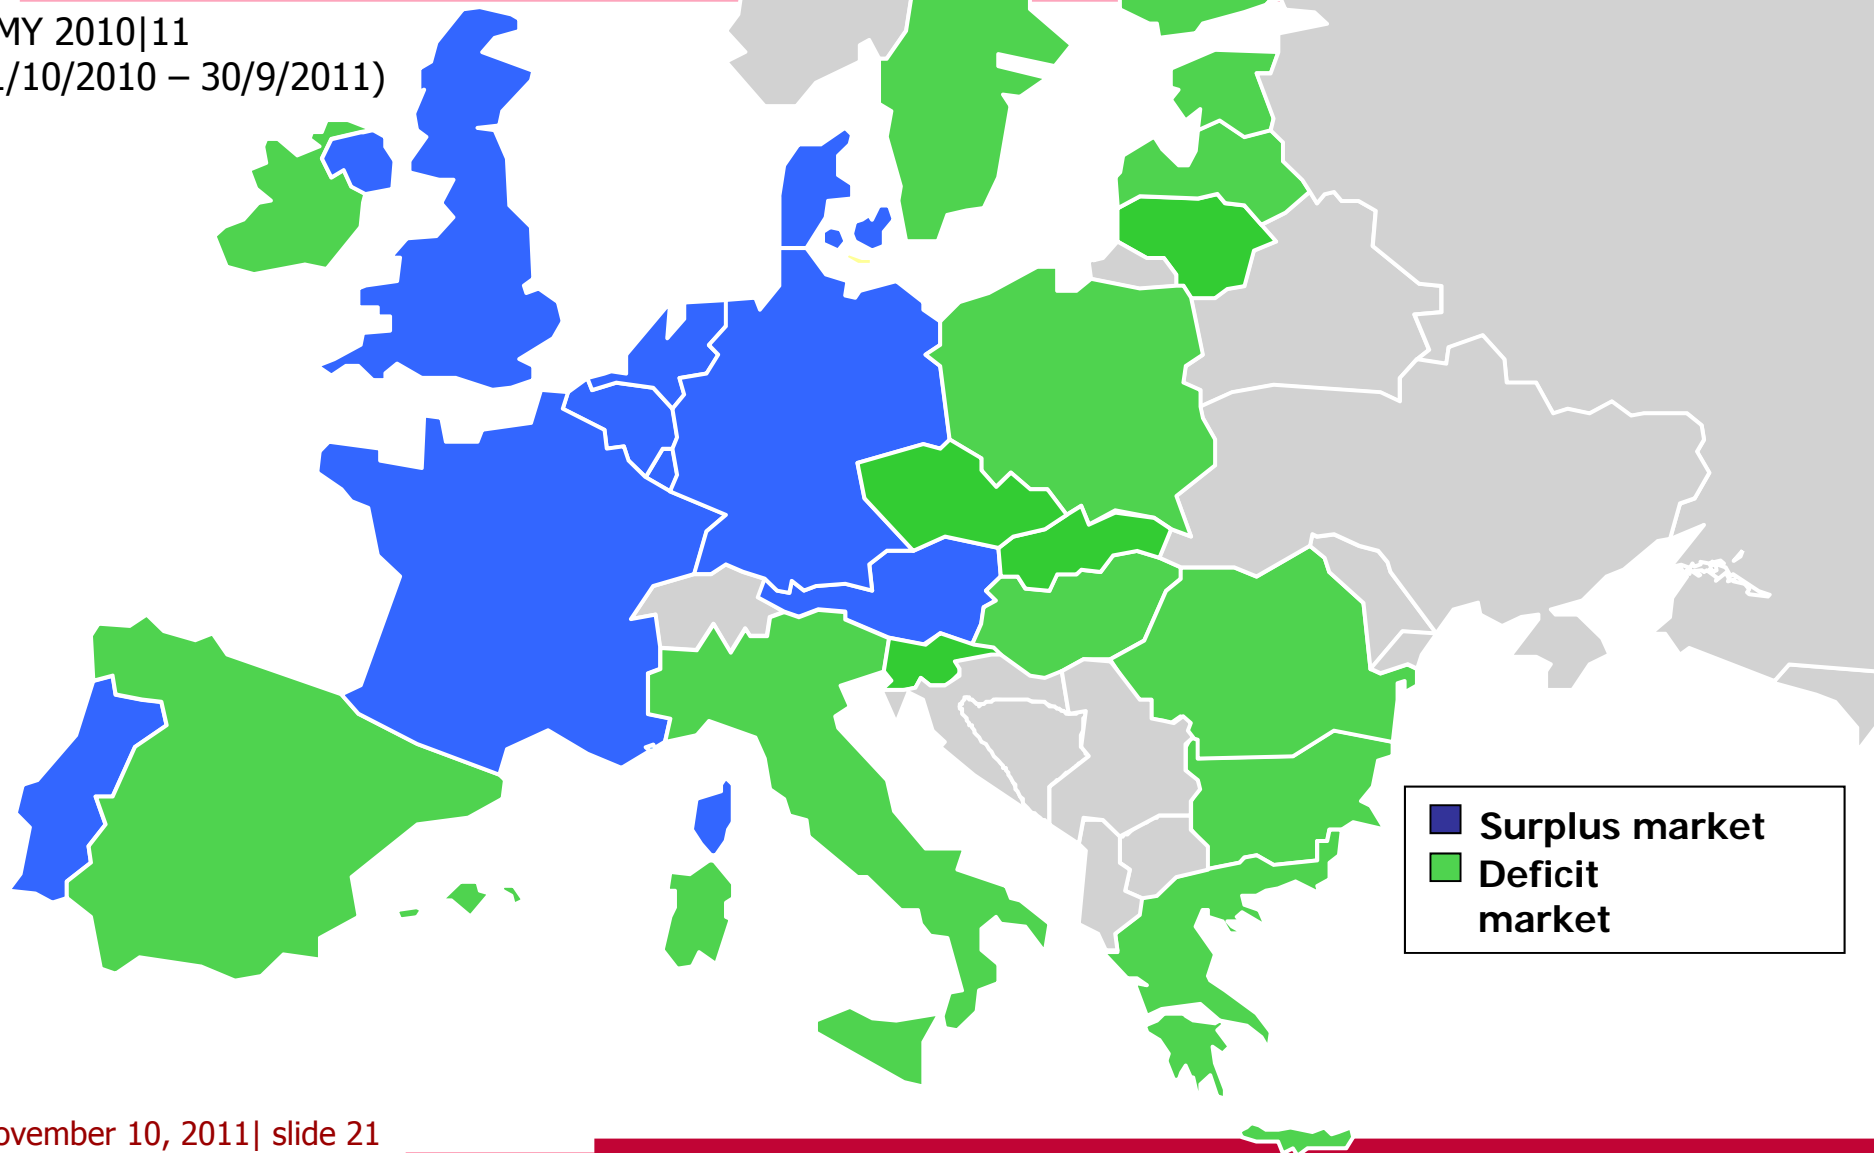 MY 2010|11
/10/2010 – 30/9/2011)
Surplus market
Deficit
market
ovember 10, 2011| slide 21